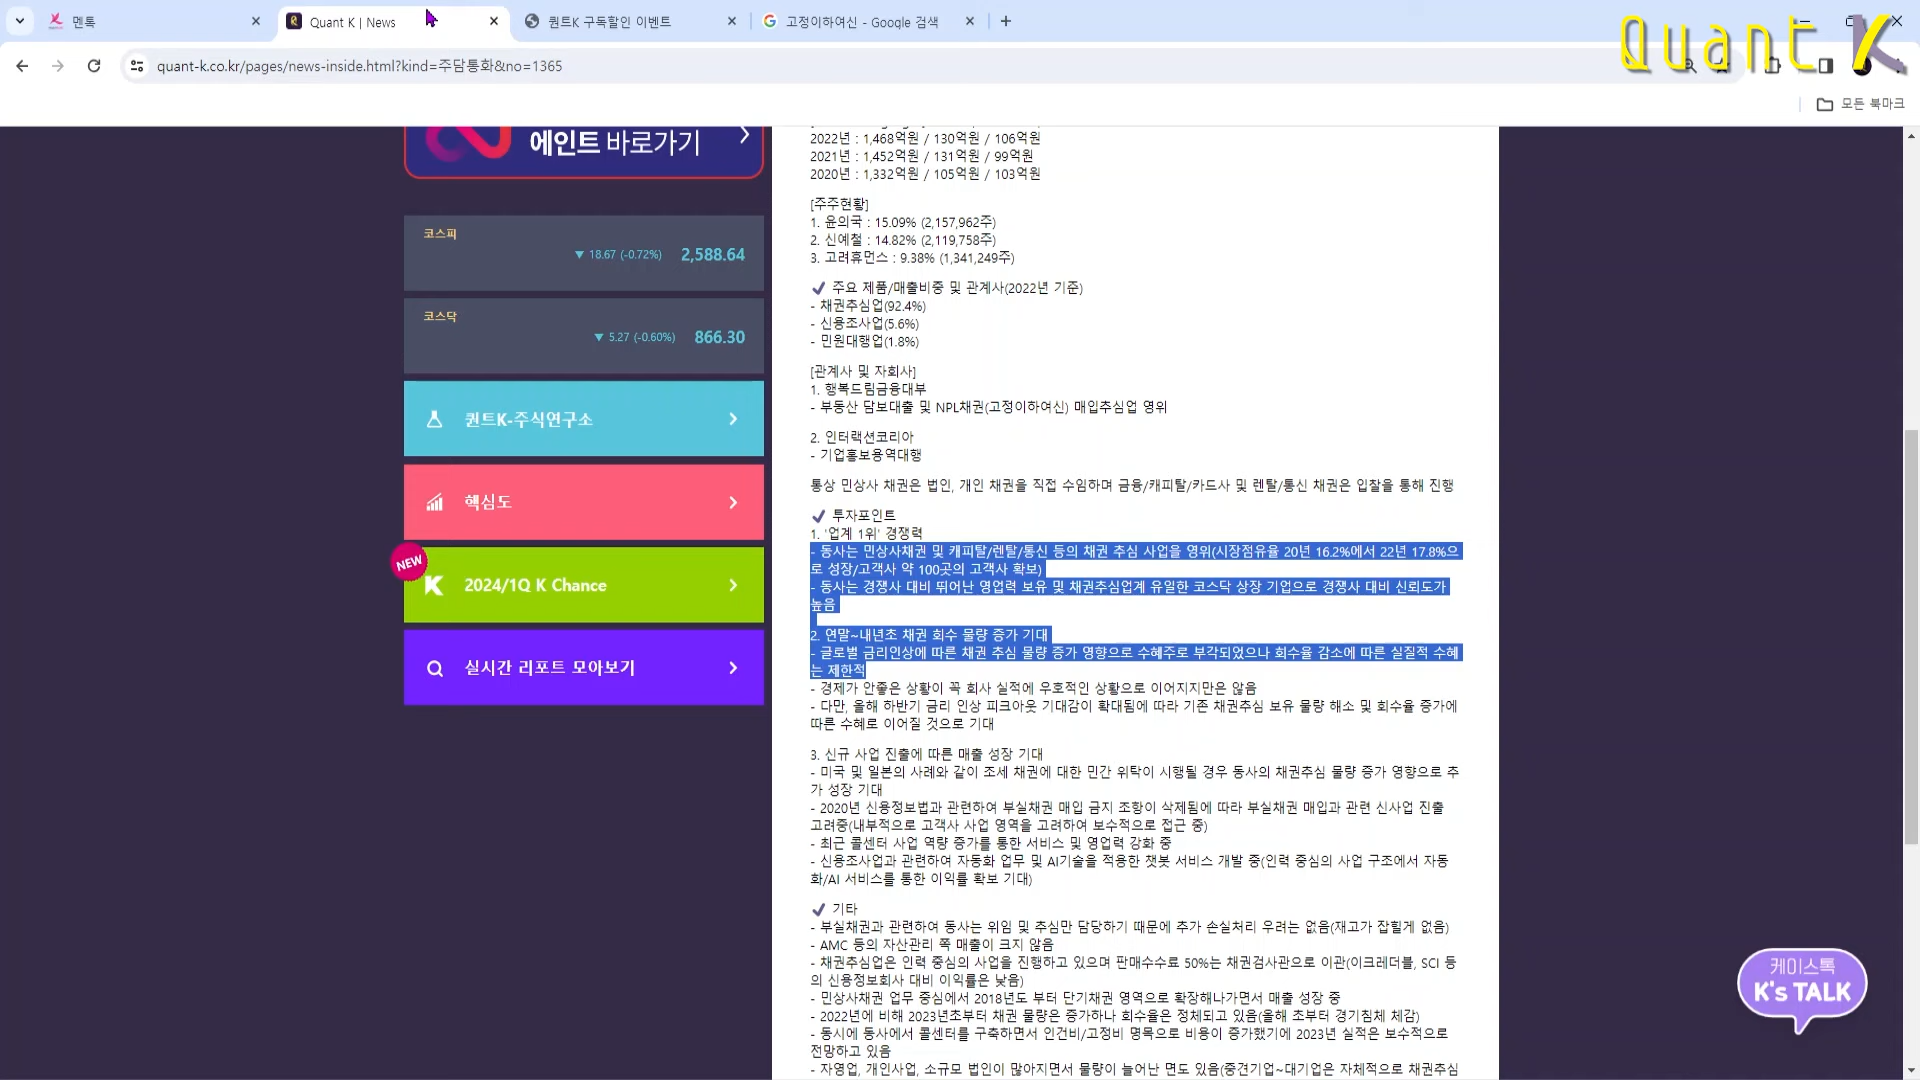 멘톡
Quant K | News
퀀트K 구독할인 이벤트
고정이하여신 - Google 검색
Quant K
quant-k.co.kr/pages/news-inside.html?kind=주담통화&no=1365
모든 북마크
에인트 바로가기
코스피
▼ 18.67 (-0.72%) 2,588.64
코스닥
▼ 5.27 (-0.60%) 866.30
퀀트K-주식연구소
핵심도
NEW
K 2024/1Q K Chance
실시간 리포트 모아보기
2022년 : 1,468억원 / 130억원 / 106억원
2021년 : 1,452억원 / 131억원 / 99억원
2020년 : 1,332억원 / 105억원 / 103억원
[주주현황]
1. 윤의국 : 15.09% (2,157,962주)
2. 신예철 : 14.82% (2,119,758주)
3. 고려휴먼스 : 9.38% (1,341,249주)
✔ 주요 제품/매출비중 및 관계사(2022년 기준)
- 채권추심업(92.4%)
- 신용조사업(5.6%)
- 민원대행업(1.8%)
[관계사 및 자회사]
1. 행복드림금융대부
- 부동산 담보대출 및 NPL채권(고정이하여신) 매입추심업 영위
2. 인터랙션코리아
- 기업홍보용역대행
통상 민상사 채권은 법인, 개인 채권을 직접 수임하며 금융/캐피탈/카드사 및 렌탈/통신 채권은 입찰을 통해 진행
✔ 투자포인트
1. '업계 1위' 경쟁력
- 동사는 민상사채권 및 캐피탈/렌탈/통신 등의 채권 추심 사업을 영위(시장점유율 20년 16.2%에서 22년 17.8%으
로 성장/고객사 약 100곳의 고객사 확보)
- 동사는 경쟁사 대비 뛰어난 영업력 보유 및 채권추심업계 유일한 코스닥 상장 기업으로 경쟁사 대비 신뢰도가
높음
2. 연말~내년초 채권 회수 물량 증가 기대
- 글로벌 금리인상에 따른 채권 추심 물량 증가 영향으로 수혜주로 부각되었으나 회수율 감소에 따른 실질적 수혜
는 제한적
- 경제가 안좋은 상황이 꼭 회사 실적에 우호적인 상황으로 이어지지만은 않음
- 다만, 올해 하반기 금리 인상 피크아웃 기대감이 확대됨에 따라 기존 채권추심 보유 물량 해소 및 회수율 증가에
따른 수혜로 이어질 것으로 기대
3. 신규 사업 진출에 따른 매출 성장 기대
- 미국 및 일본의 사례와 같이 조세 채권에 대한 민간 위탁이 시행될 경우 동사의 채권추심 물량 증가 영향으로 추
가 성장 기대
- 2020년 신용정보법과 관련하여 부실채권 매입 금지 조항이 삭제됨에 따라 부실채권 매입과 관련 신사업 진출
고려중(내부적으로 고객사 사업 영역을 고려하여 보수적으로 접근 중)
- 최근 콜센터 사업 역량 증가를 통한 서비스 및 영업력 강화 중
- 신용조사업과 관련하여 자동화 업무 및 AI기술을 적용한 챗봇 서비스 개발 중(인력 중심의 사업 구조에서 자동
화/AI 서비스를 통한 이익률 확보 기대)
✔ 기타
- 부실채권과 관련하여 동사는 위임 및 추심만 담당하기 때문에 추가 손실처리 우려는 없음(재고가 잡힐게 없음)
- AMC 등의 자산관리 쪽 매출이 크지 않음
- 채권추심업은 인력 중심의 사업을 진행하고 있으며 판매수수료 50%는 채권검사관으로 이관(이크레더블, SCI 등
의 신용정보회사 대비 이익률은 낮음)
- 민상사채권 업무 중심에서 2018년도 부터 단기채권 영역으로 확장해나가면서 매출 성장 중
- 2022년에 비해 2023년초부터 채권 물량은 증가하나 회수율은 정체되고 있음(올해 초부터 경기침체 체감)
- 동시에 동사에서 콜센터를 구축하면서 인건비/고정비 명목으로 비용이 증가했기에 2023년 실적은 보수적으로
전망하고 있음
- 자영업, 개인사업, 소규모 법인이 많아지면서 물량이 늘어난 면도 있음(중견기업~대기업은 자체적으로 채권추심
케이스톡
K's TALK